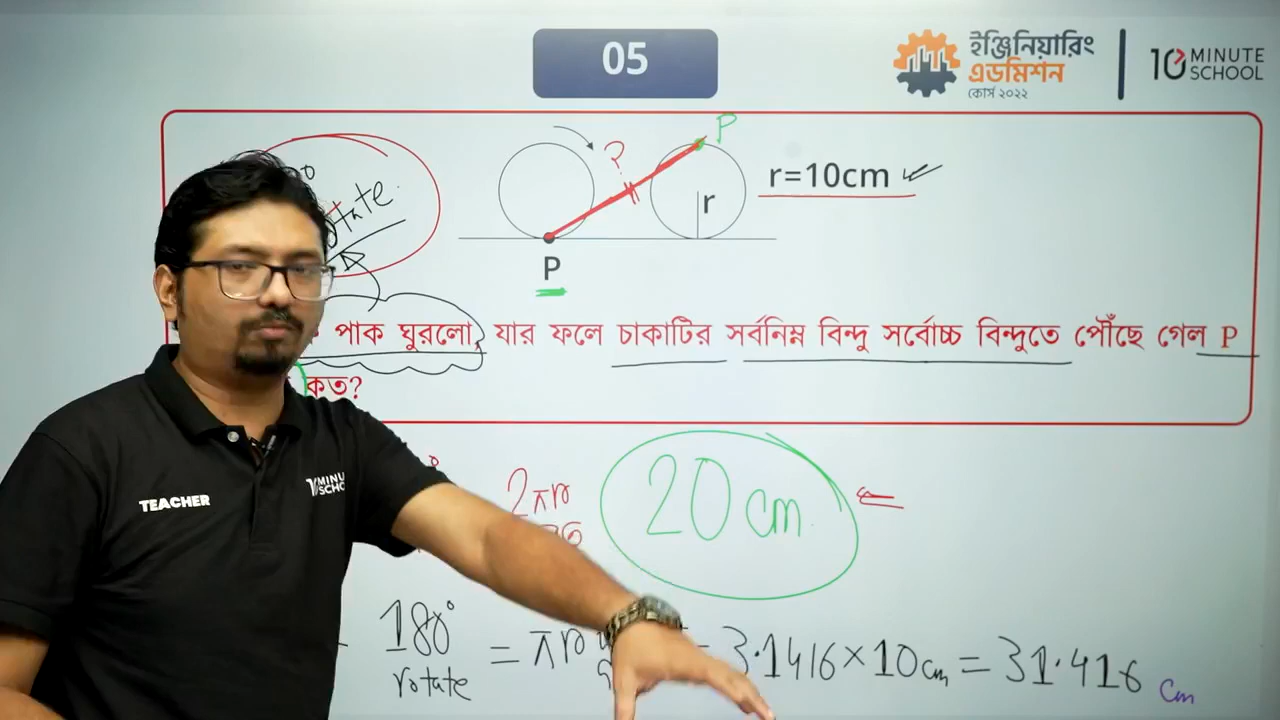 05
ইঞ্জিনিয়ারিং
এডমিশন
কোর্স ২০২২
10 MINUTE
SCHOOL
P
?
r=10cm
r
P
পাক ঘুরলো, যার ফলে চাকাটির সর্বনিম্ন বিন্দু সর্বোচ্চ বিন্দুতে পৌঁছে গেল P
কত?
2πr
20 cm
TEACHER
180°
rotate
= πr
= 3.1416×10cm = 31.416 cm